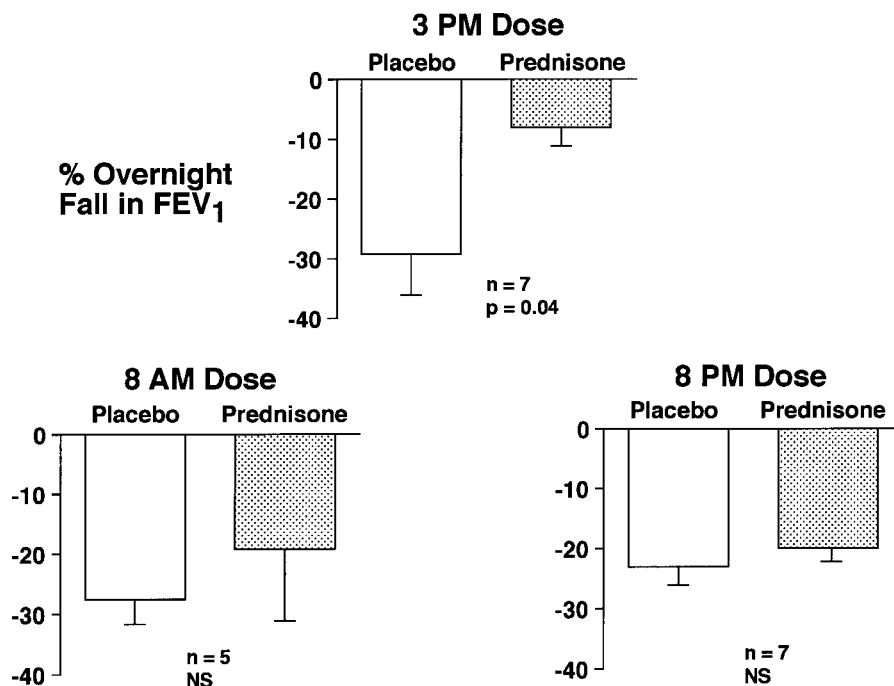 3 PM Dose
Placebo Prednisone
% Overnight
Fall in FEV1
0
-10
-20
-30
-40
n = 7
p = 0.04
8 AM Dose
Placebo Prednisone
0
-10
-20
-30
-40
n = 5
NS
8 PM Dose
Placebo Prednisone
0
-10
-20
-30
-40
n = 7
NS